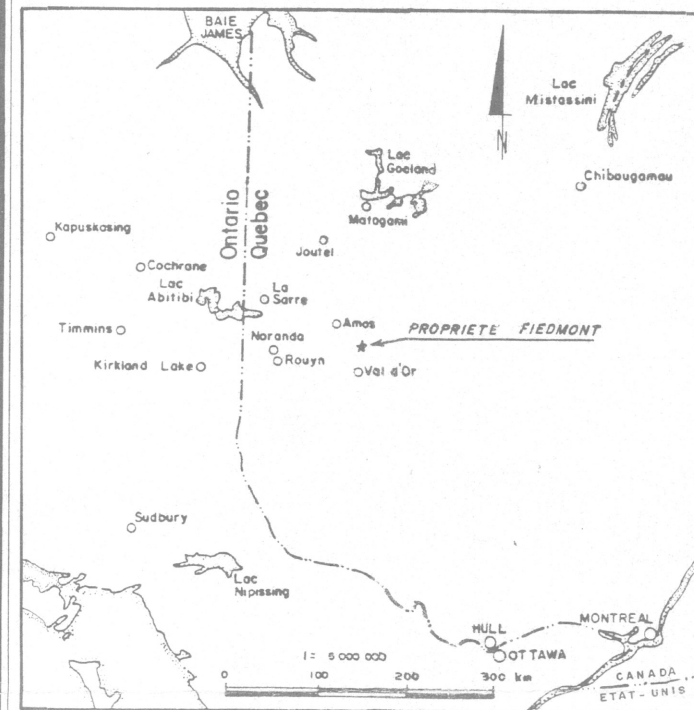 BAIE
JAMES
Lac
Mistassini
N
Lac
Goeland
Chibougamau
Matagami
Ontario
Quebec
Kapuskasing
Joutel
Cochrane
Lac
Abitibi
La
Sarre
Timmins
Amos
PROPRIETE FIEDMONT
Noranda
Rouyn
Kirkland Lake
Val d'Or
Sudbury
Lac
Nipissing
HULL
MONTREAL
OTTAWA
1= 5 000 000
0 100 200 300 km
CANADA
ETAT-UNIS